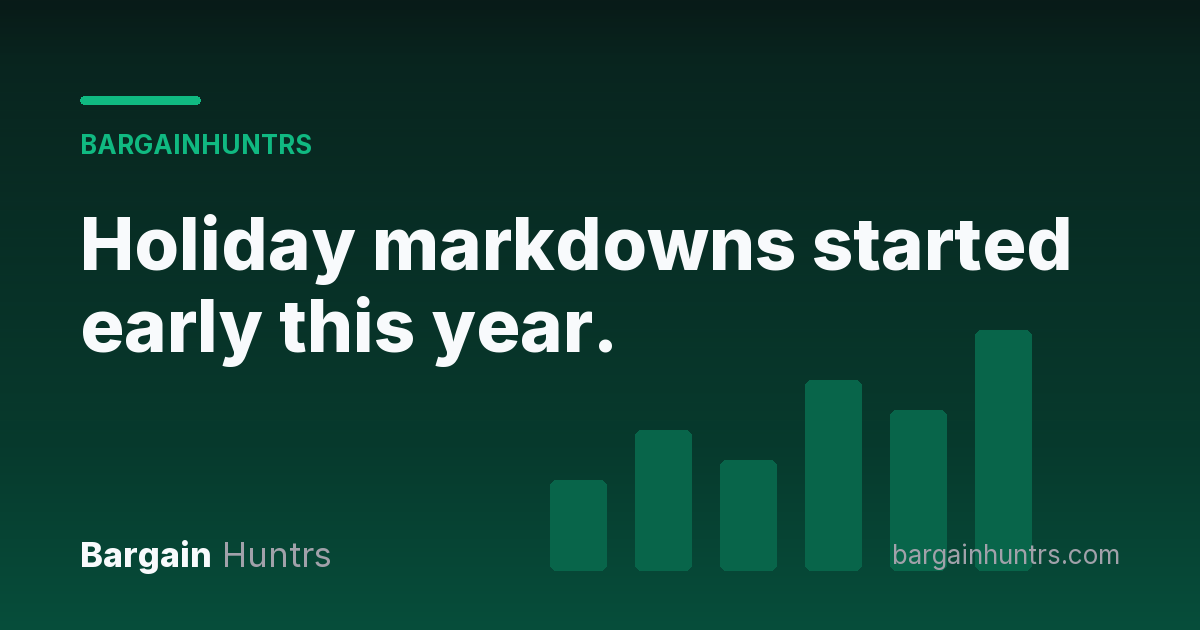 BARGAINHUNTRS
Holiday markdowns started
early this year.
Bargain Huntrs
bargainhuntrs.com